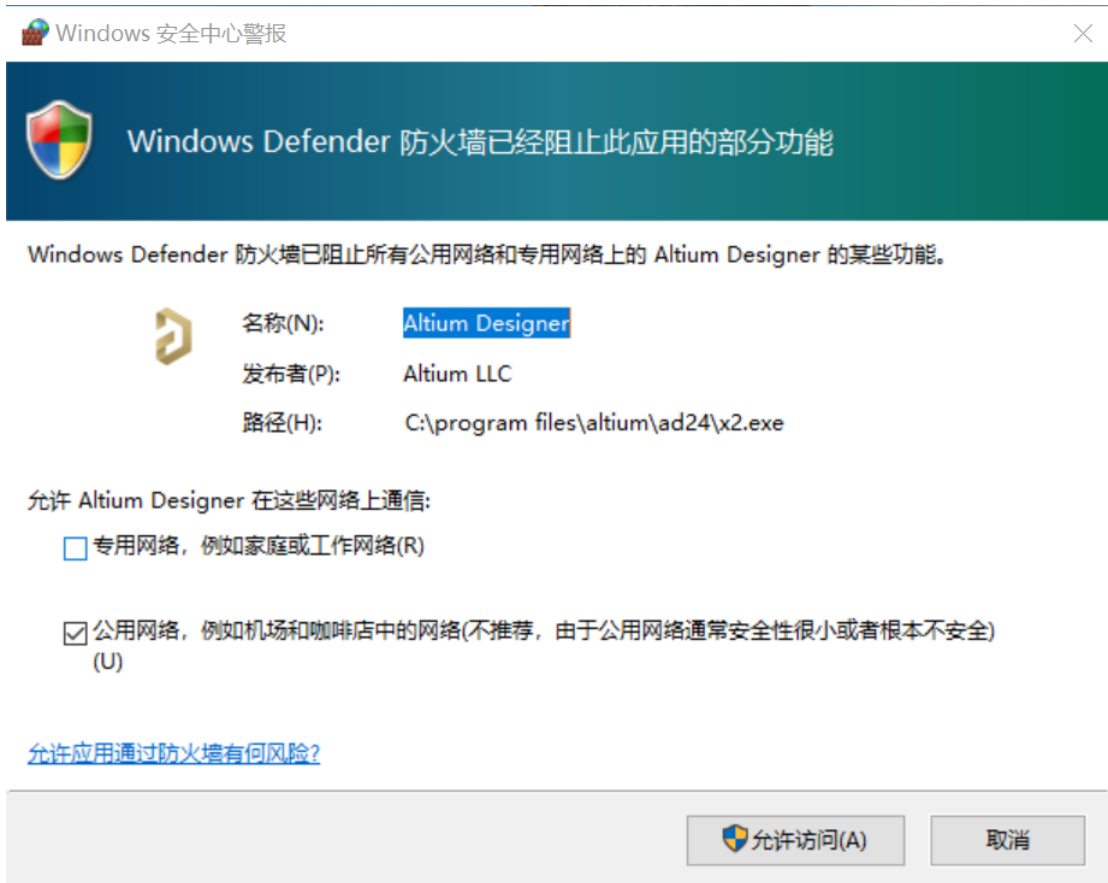 Windows 安全中心警报
Windows Defender 防火墙已经阻止此应用的部分功能
Windows Defender 防火墙已阻止所有公用网络和专用网络上的 Altium Designer 的某些功能。
名称(N): Altium Designer
发布者(P): Altium LLC
路径(H): C:\program files\altium\ad24\x2.exe
允许 Altium Designer 在这些网络上通信:
专用网络，例如家庭或工作网络(R)
公用网络，例如机场和咖啡店中的网络(不推荐，由于公用网络通常安全性很小或者根本不安全)
(U)
允许应用通过防火墙有何风险?
允许访问(A) 取消